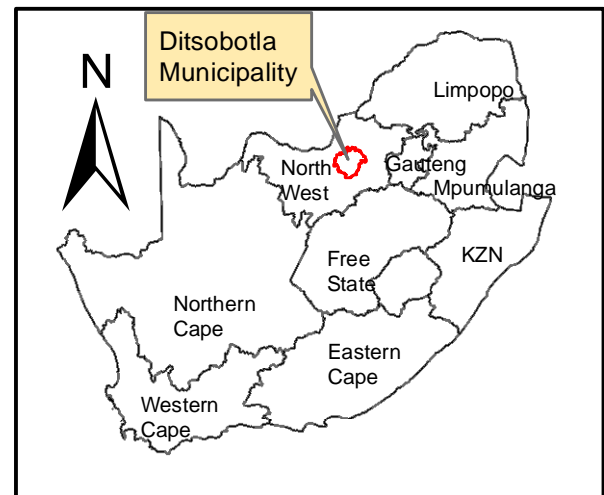 Ditsobotla
Municipality
N
Limpopo
North
West
Gauteng
Mpumulanga
Free
State
KZN
Northern
Cape
Eastern
Cape
Western
Cape